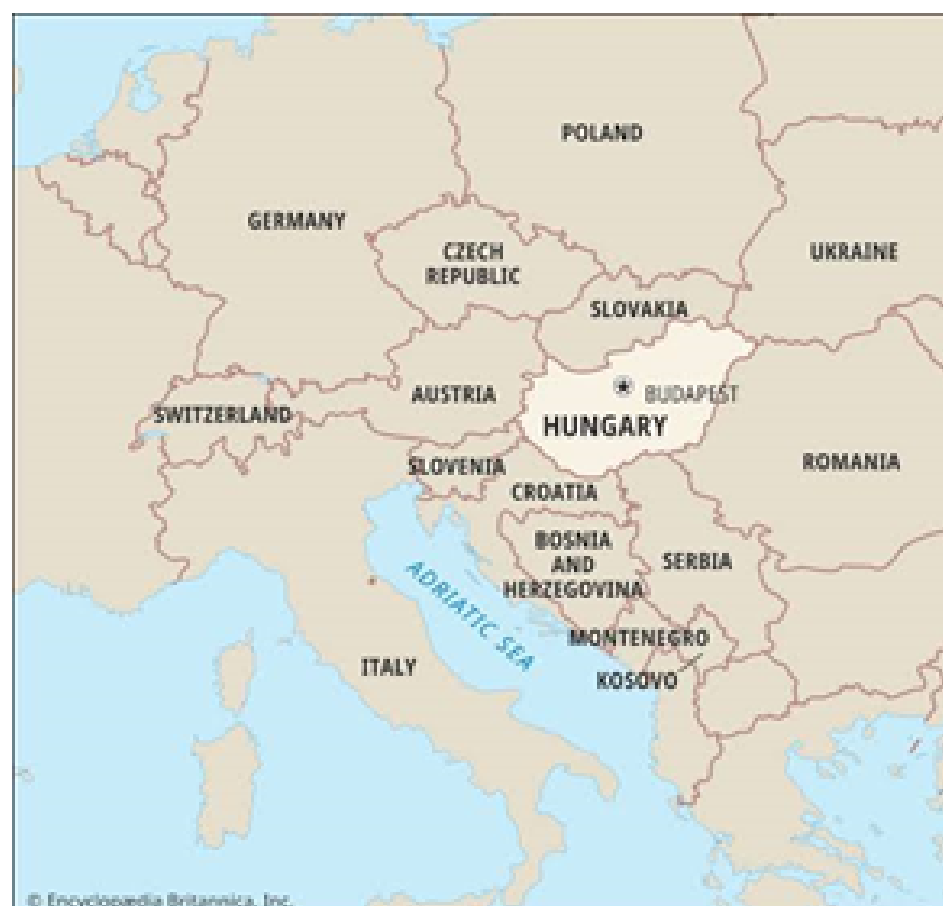 POLAND
GERMANY
CZECH
REPUBLIC
UKRAINE
SLOVAKIA
AUSTRIA
BUDAPEST
SWITZERLAND
HUNGARY
SLOVENIA
ROMANIA
CROATIA
BOSNIA
AND
HERZEGOVINA
SERBIA
ADRIATIC SEA
MONTENEGRO
ITALY
KOSOVO
© Encyclopædia Britannica, Inc.